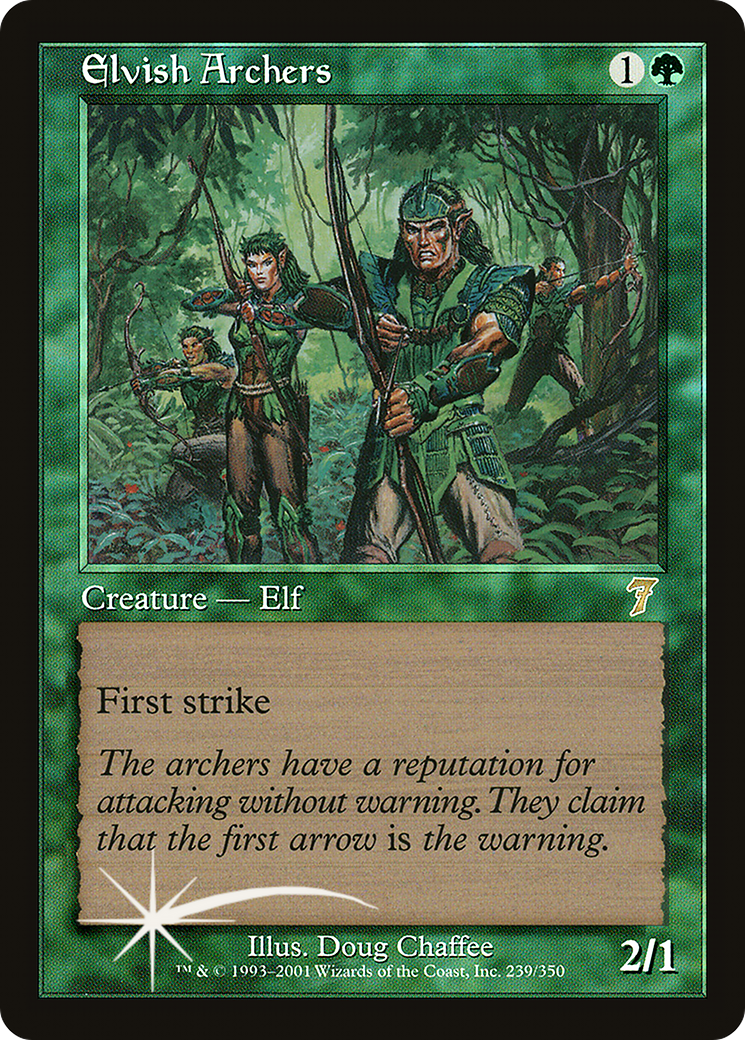 Elvish Archers 1
Creature — Elf 7
First strike
The archers have a reputation for
attacking without warning. They claim
that the first arrow is the warning.
Illus. Doug Chaffee
™ & © 1993–2001 Wizards of the Coast, Inc. 239/350
2/1